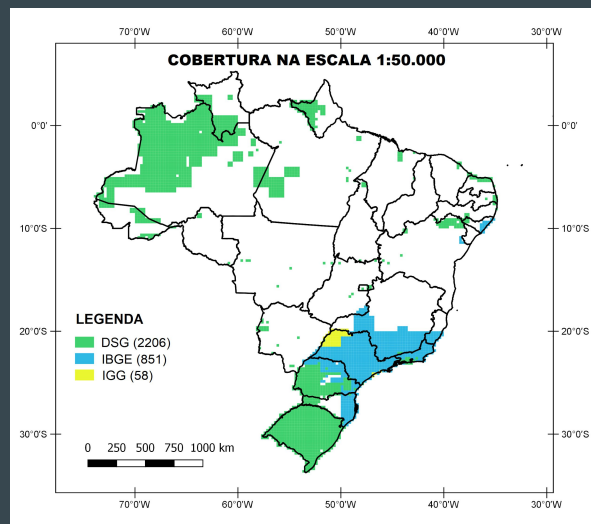 70°0'W 60°0'W 50°0'W 40°0'W 30°0'W
COBERTURA NA ESCALA 1:50.000
0°0' 0°0'
10°0'S 10°0'S
20°0'S 20°0'S
30°0'S 30°0'S
LEGENDA
DSG (2206)
IBGE (851)
IGG (58)
0 250 500 750 1000 km
70°0'W 60°0'W 50°0'W 40°0'W 30°0'W